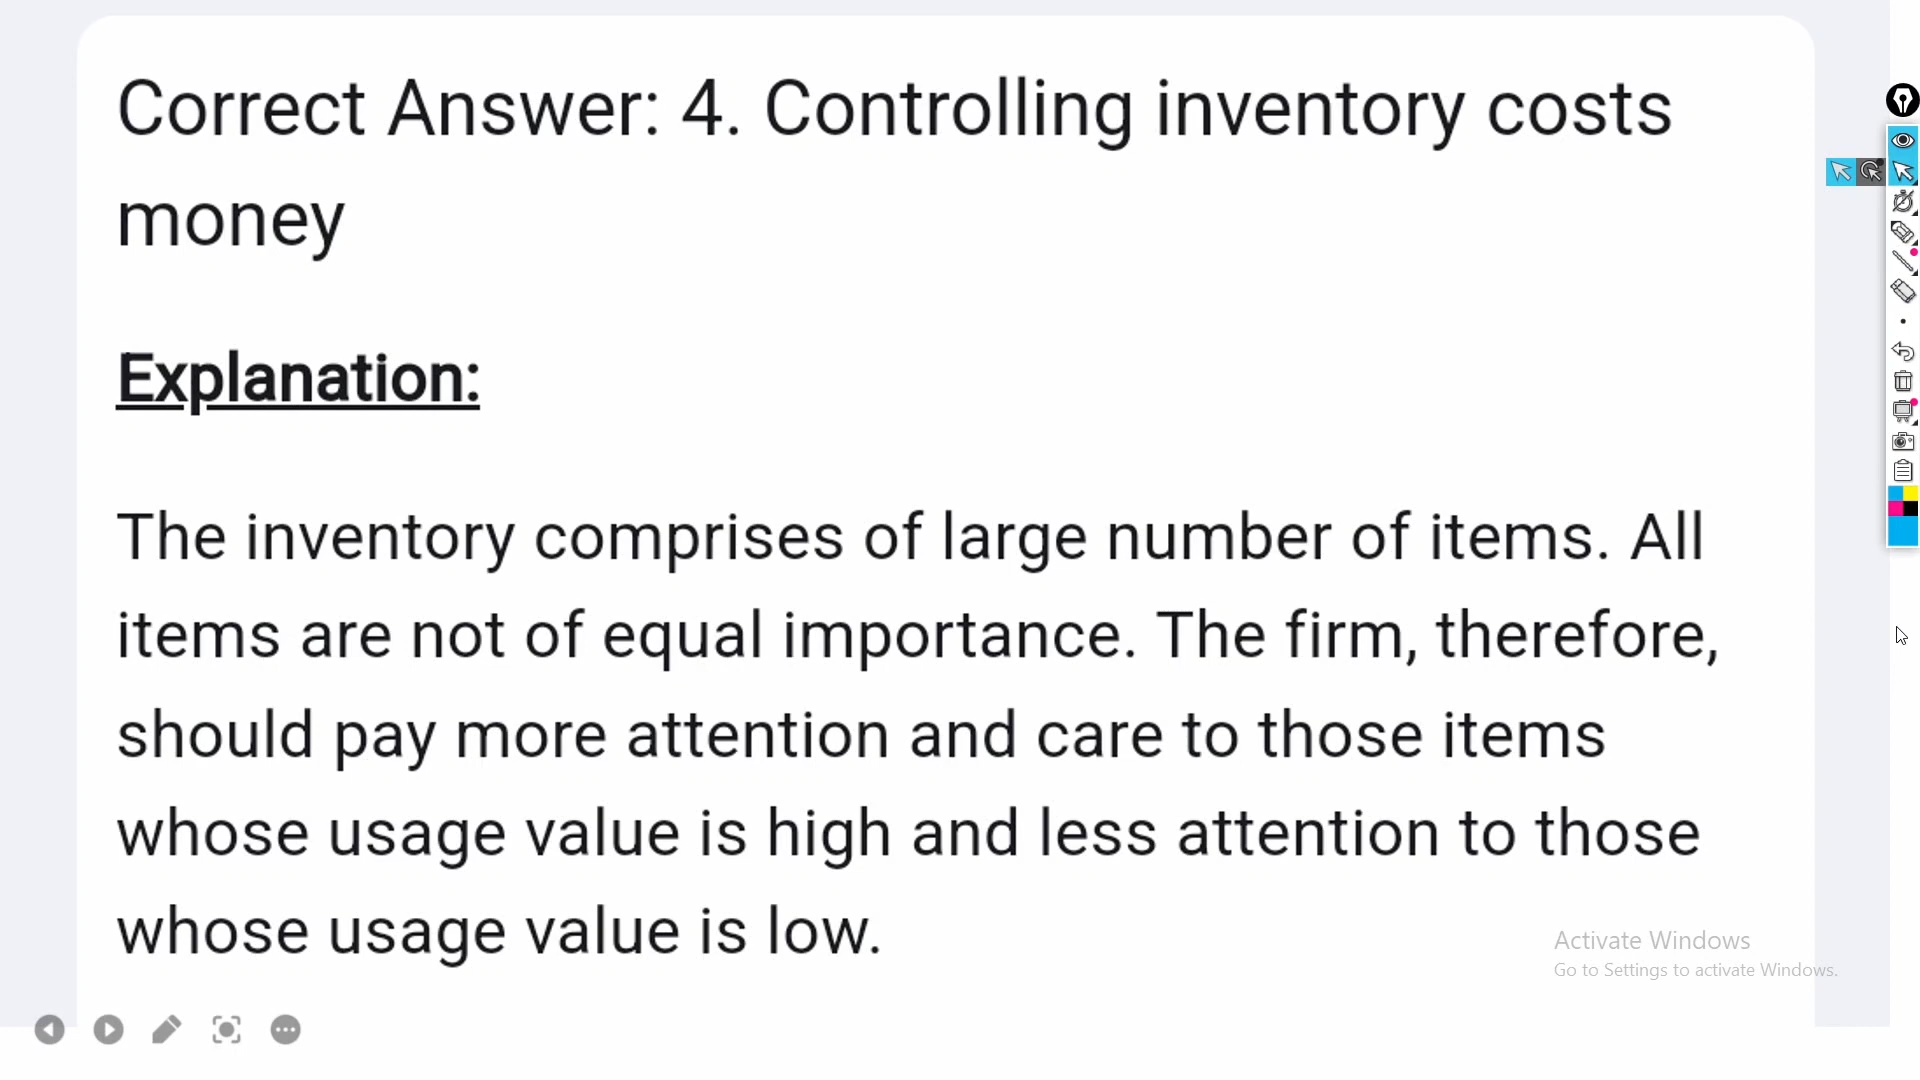 Correct Answer: 4. Controlling inventory costs
money
Explanation:
The inventory comprises of large number of items. All
items are not of equal importance. The firm, therefore,
should pay more attention and care to those items
whose usage value is high and less attention to those
whose usage value is low.
Activate Windows
Go to Settings to activate Windows.